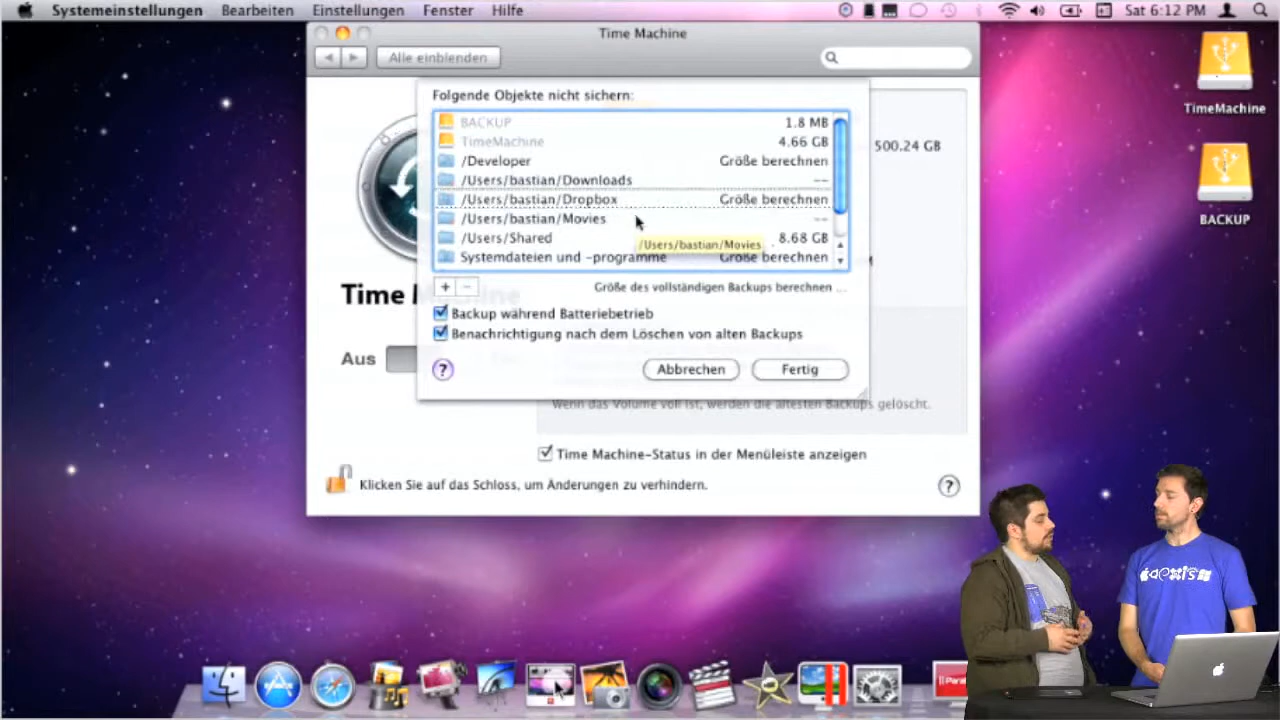 Systemeinstellungen Bearbeiten Einstellungen Fenster Hilfe Sat 6:12 PM
Time Machine
Alle einblenden
TimeMachine
BACKUP
Folgende Objekte nicht sichern:
BACKUP 1.8 MB
TimeMachine 4.66 GB
/Developer Größe berechnen
/Users/bastian/Downloads --
/Users/bastian/Dropbox Größe berechnen
/Users/bastian/Movies --
/Users/Shared 8.68 GB
/Users/bastian/Movies
Systemdateien und -programme Größe berechnen
500.24 GB
+ − Größe des vollständigen Backups berechnen ...
Time Machine
Backup während Batteriebetrieb
Benachrichtigung nach dem Löschen von alten Backups
Aus
? Abbrechen Fertig
Wenn das Volume voll ist, werden die ältesten Backups gelöscht.
Time Machine-Status in der Menüleiste anzeigen
Klicken Sie auf das Schloss, um Änderungen zu verhindern. ?